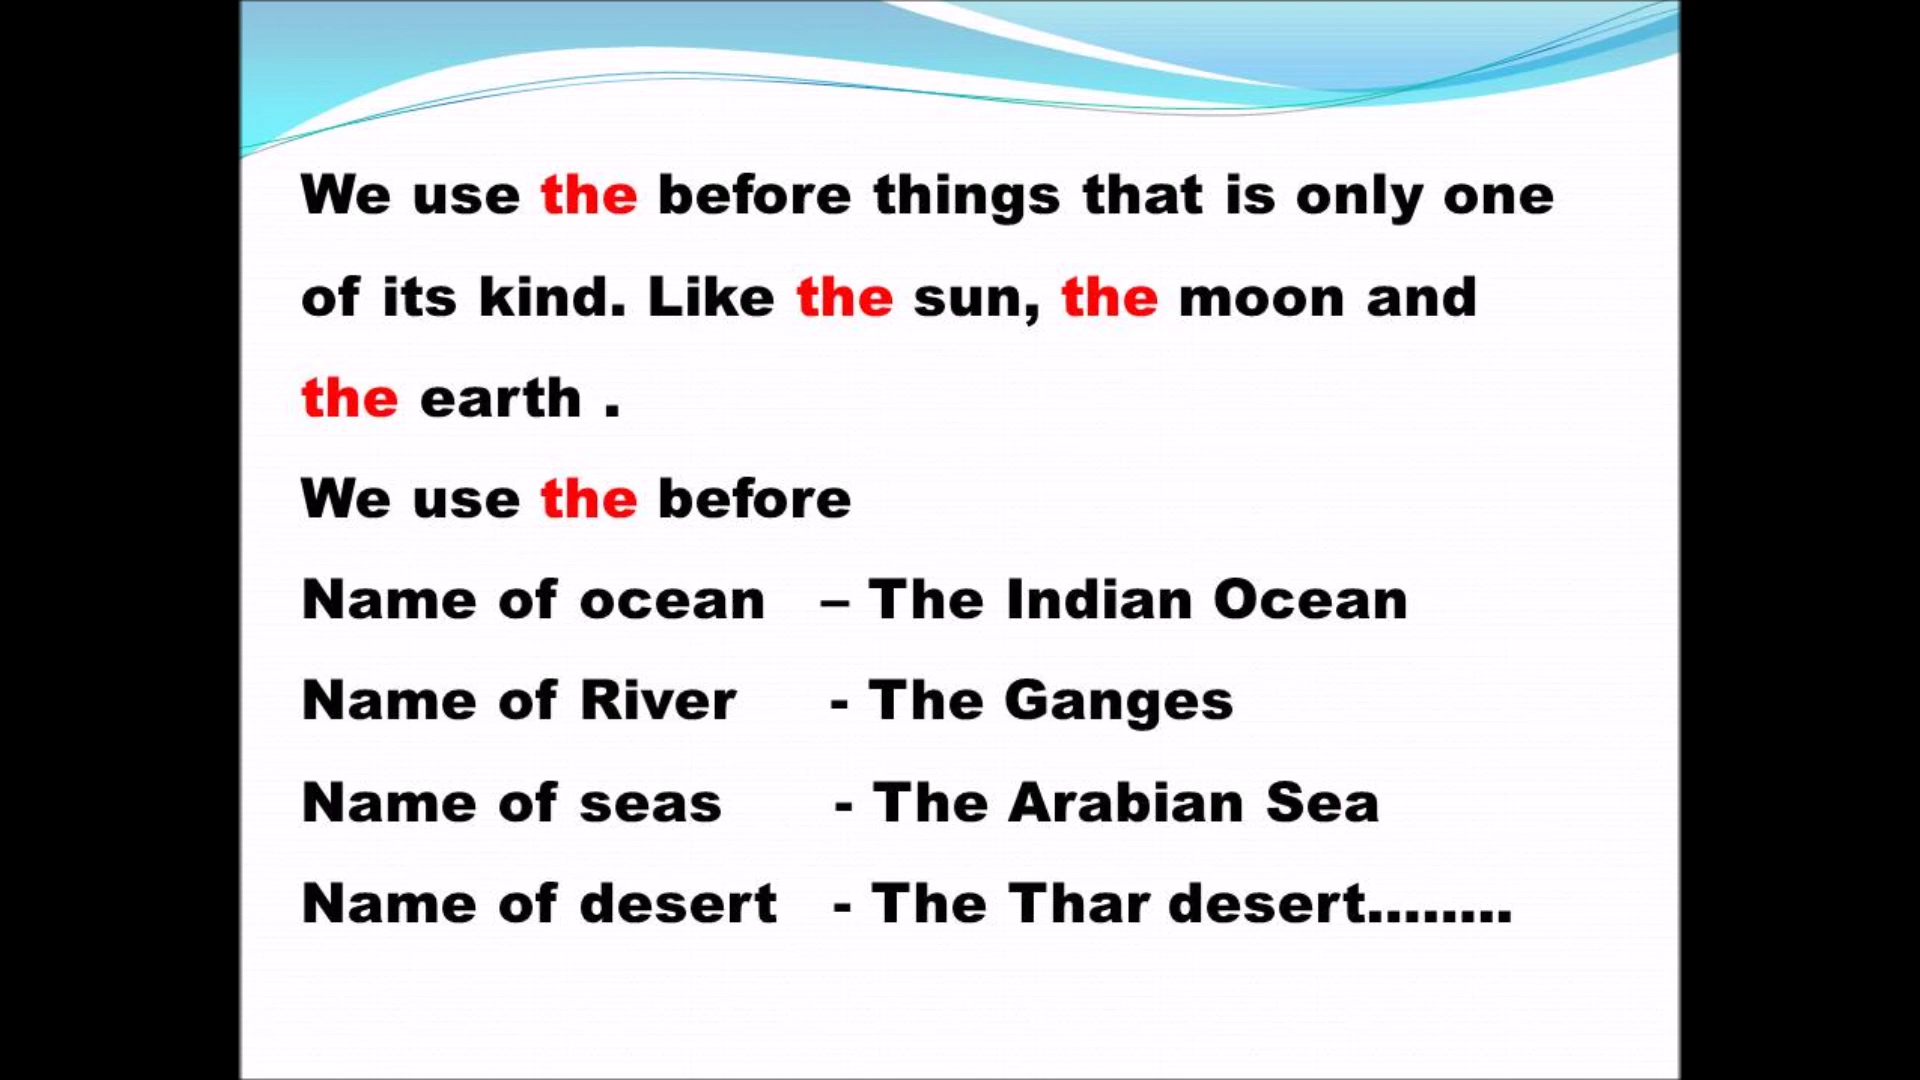 We use the before things that is only one
of its kind. Like the sun, the moon and
the earth .
We use the before
Name of ocean – The Indian Ocean
Name of River - The Ganges
Name of seas - The Arabian Sea
Name of desert - The Thar desert........